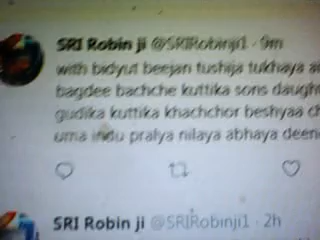 SRI Robin ji @SRIRobinji1 · 9m
with bidyut beejan tushija tukhaya
bagdee bachche kuttika sons
gudika kuttika khachchor beshyaa
uma indu pralya nilaya abhaya
SRI Robin ji @SRIRobinji1 · 2h